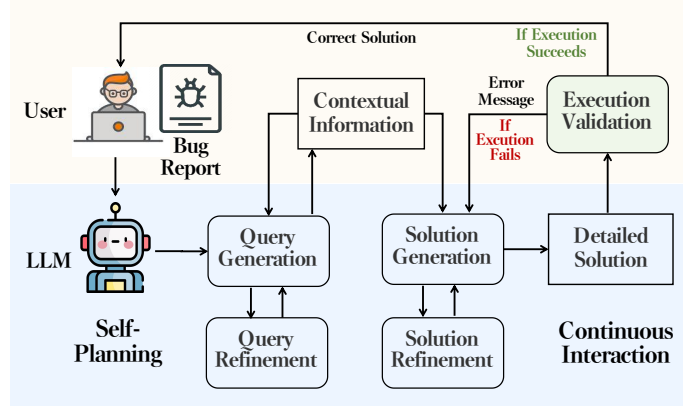 Correct Solution
If Execution
Succeeds
User
Bug
Report
Contextual
Information
Error
Message
If
Excution
Fails
Execution
Validation
LLM
Query
Generation
Solution
Generation
Detailed
Solution
Self-
Planning
Query
Refinement
Solution
Refinement
Continuous
Interaction